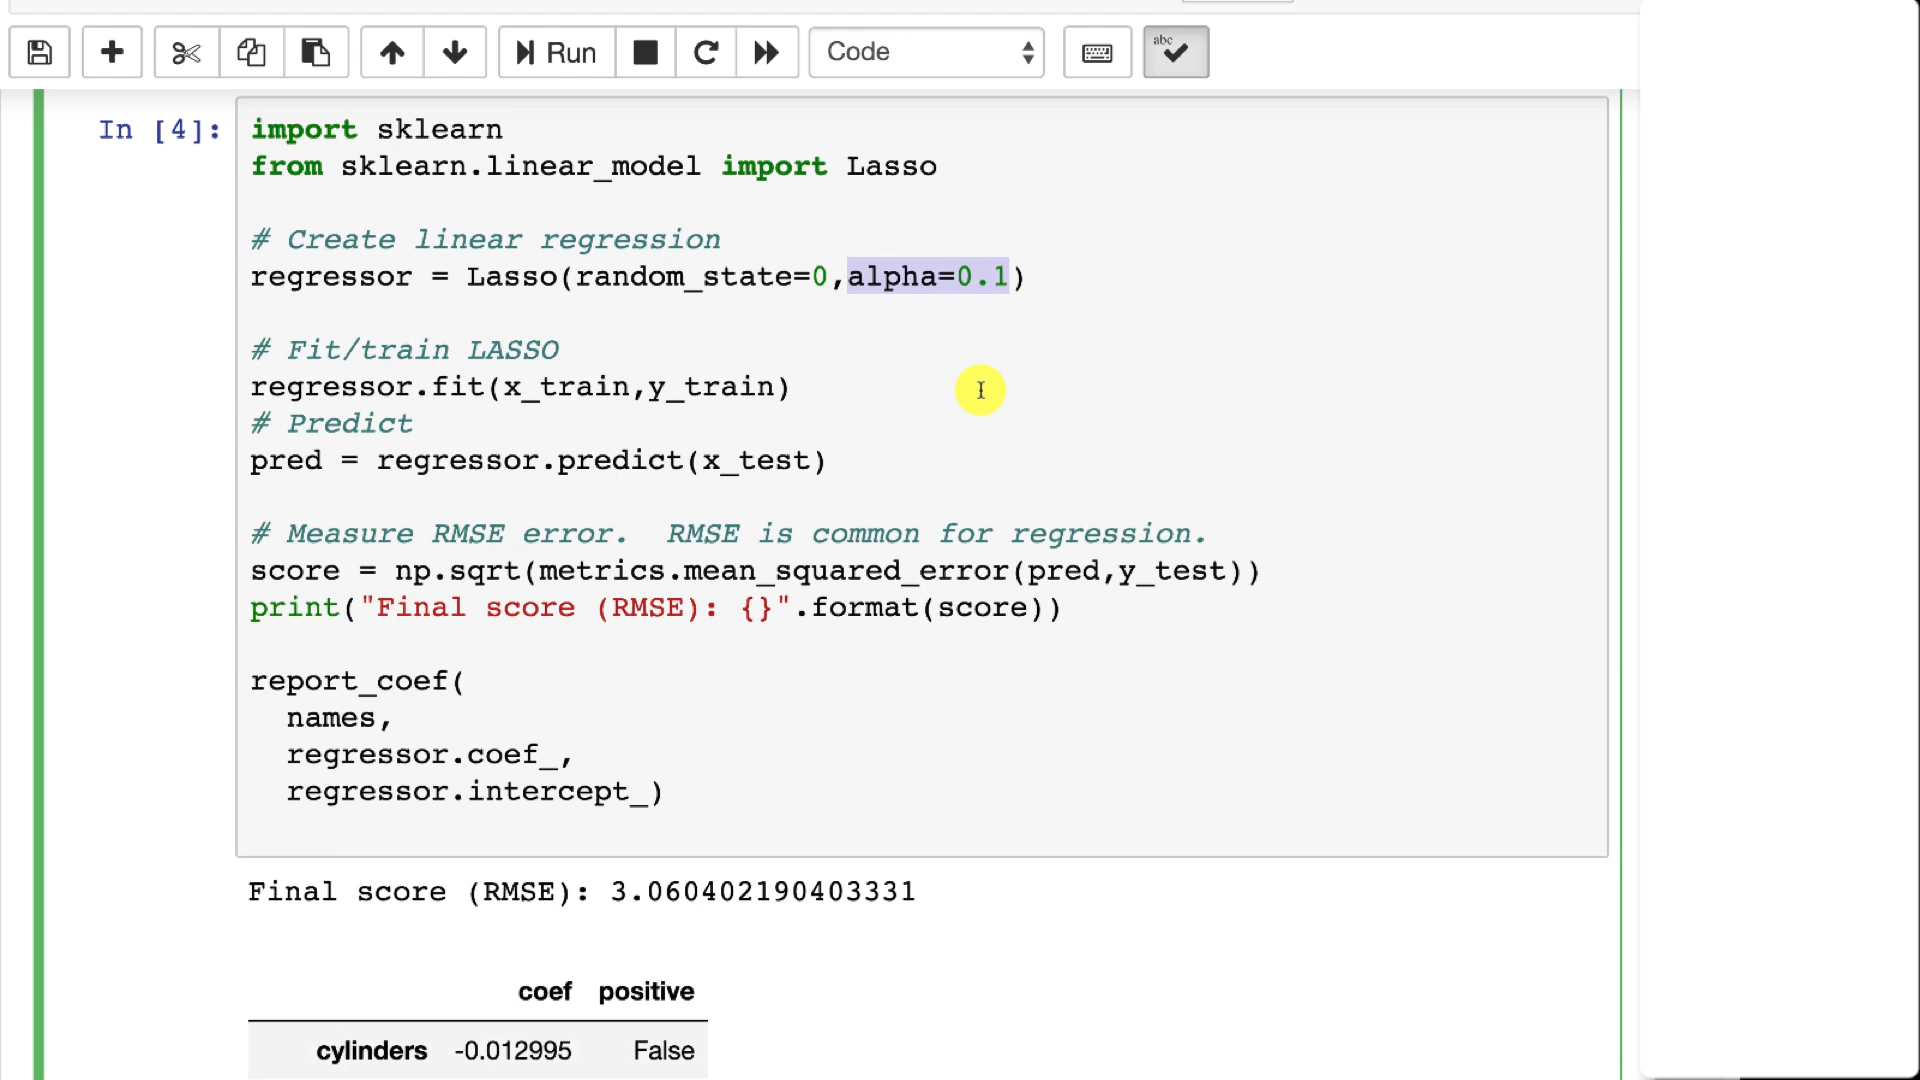 Run
Code
abc
In [4]:
import sklearn
from sklearn.linear_model import Lasso
# Create linear regression
regressor = Lasso(random_state=0,alpha=0.1)
# Fit/train LASSO
regressor.fit(x_train,y_train)
# Predict
pred = regressor.predict(x_test)
# Measure RMSE error.  RMSE is common for regression.
score = np.sqrt(metrics.mean_squared_error(pred,y_test))
print("Final score (RMSE): {}".format(score))
report_coef(
  names,
  regressor.coef_,
  regressor.intercept_)
Final score (RMSE): 3.060402190403331
coef positive
cylinders -0.012995 False